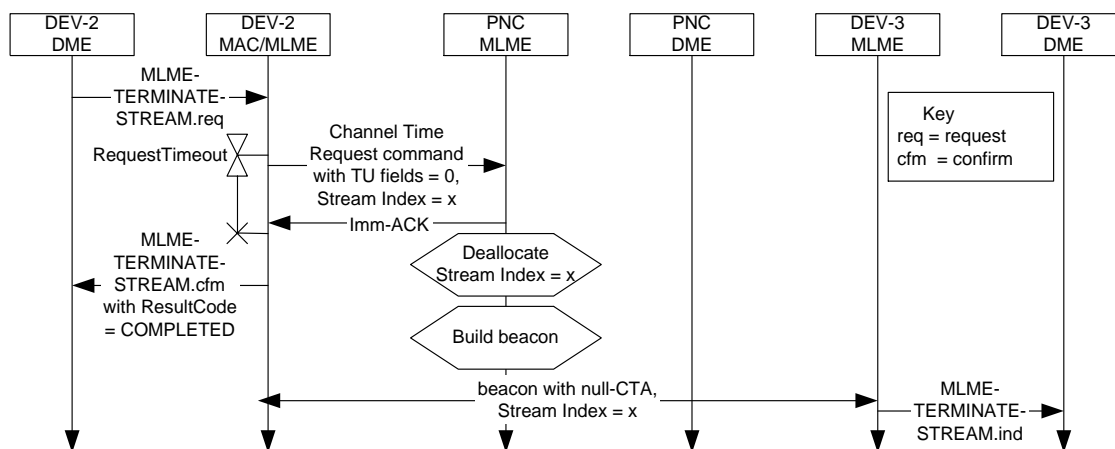 DEV-2
DME
DEV-2
MAC/MLME
PNC
MLME
PNC
DME
DEV-3
MLME
DEV-3
DME
MLME-
TERMINATE-
STREAM.req
RequestTimeout
Channel Time
Request command
with TU fields = 0,
Stream Index = x
Key
req = request
cfm = confirm
Imm-ACK
MLME-
TERMINATE-
STREAM.cfm
with ResultCode
= COMPLETED
Deallocate
Stream Index = x
Build beacon
beacon with null-CTA,
Stream Index = x
MLME-
TERMINATE-
STREAM.ind